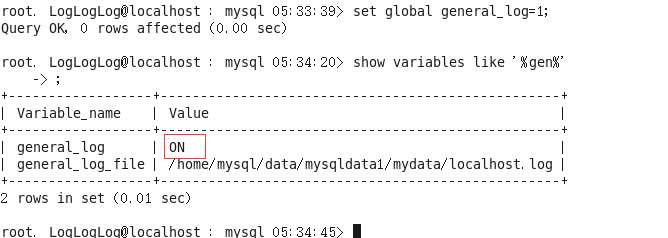 root. LogLogLog@localhost : mysql 05:33:39> set global general_log=1;
Query OK, 0 rows affected (0.00 sec)
root. LogLogLog@localhost : mysql 05:34:20> show variables like '%gen%'
    -> ;
+------------------+--------------------------------------------------+
| Variable_name    | Value                                            |
+------------------+--------------------------------------------------+
| general_log      | ON                                               |
| general_log_file | /home/mysql/data/mysqldata1/mydata/localhost.log |
+------------------+--------------------------------------------------+
2 rows in set (0.01 sec)
root. LogLogLog@localhost : mysql 05:34:45>